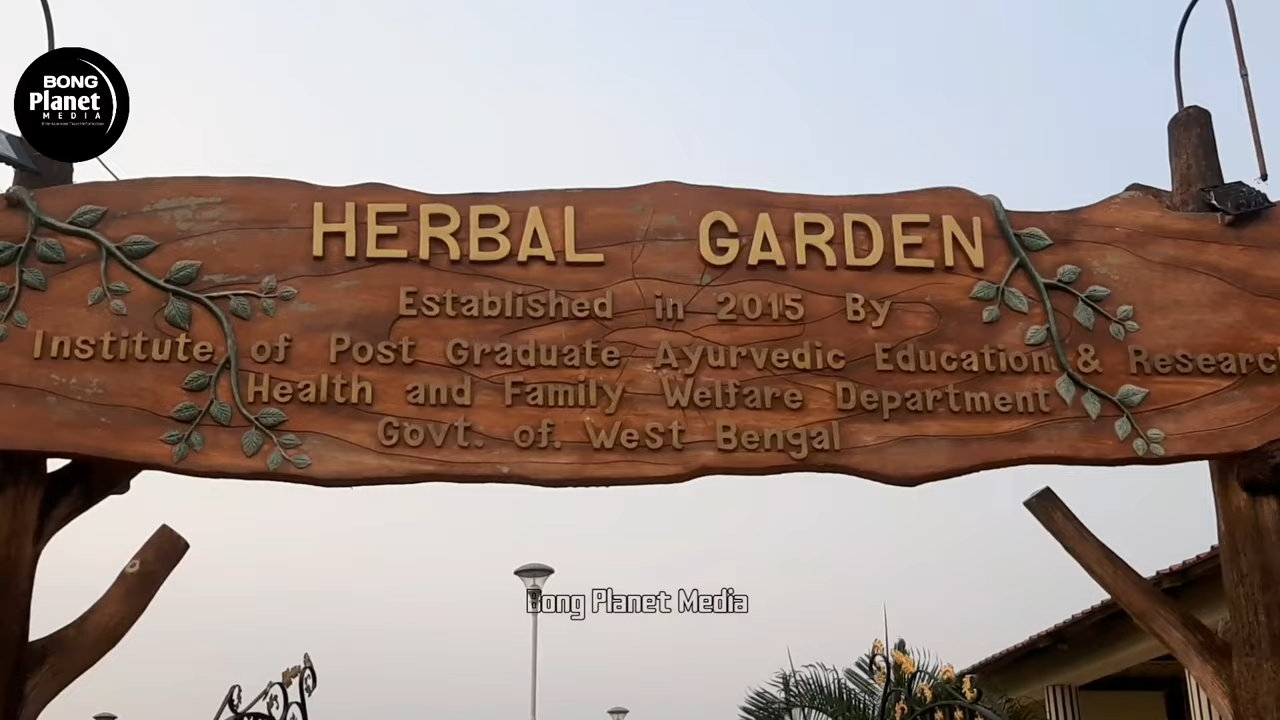 BONG
Planet
MEDIA
HERBAL GARDEN
Established in 2015 By
Institute of Post Graduate Ayurvedic Education & Researc
Health and Family Welfare Department
Govt. of. West Bengal
Bong Planet Media